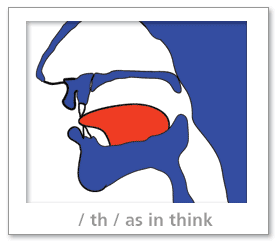 / th / as in think